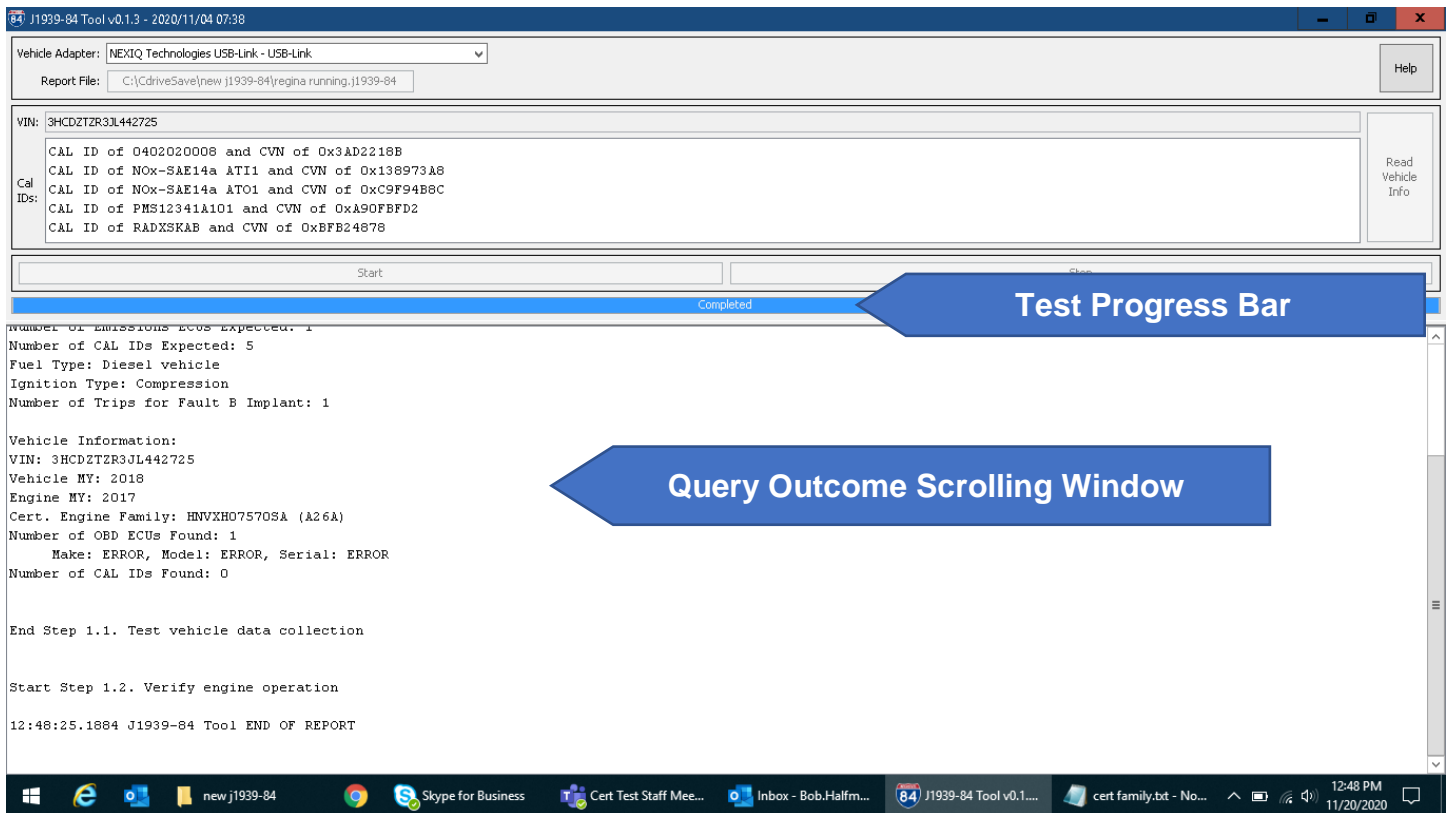 84 J1939-84 Tool v0.1.3 - 2020/11/04 07:38
Vehicle Adapter: NEXIQ Technologies USB-Link - USB-Link
Help
Report File: C:\CdriveSave\new j1939-84\regina running.j1939-84
VIN: 3HCDZTZR3JL442725
Cal IDs:
CAL ID of 0402020008 and CVN of 0x3AD2218B
CAL ID of NOx-SAE14a ATI1 and CVN of 0x138973A8
CAL ID of NOx-SAE14a ATO1 and CVN of 0xC9F94B8C
CAL ID of PMS12341A101 and CVN of 0xA90FBFD2
CAL ID of RADXSKAB and CVN of 0xBFB24878
Read
Vehicle
Info
Start Stop
Completed
Test Progress Bar
Number of Emissions ECUs Expected: 1
Number of CAL IDs Expected: 5
Fuel Type: Diesel vehicle
Ignition Type: Compression
Number of Trips for Fault B Implant: 1
Vehicle Information:
VIN: 3HCDZTZR3JL442725
Vehicle MY: 2018
Engine MY: 2017
Cert. Engine Family: HNVXH07570SA (A26A)
Number of OBD ECUs Found: 1
Make: ERROR, Model: ERROR, Serial: ERROR
Number of CAL IDs Found: 0
Query Outcome Scrolling Window
End Step 1.1. Test vehicle data collection
Start Step 1.2. Verify engine operation
12:48:25.1884 J1939-84 Tool END OF REPORT
new j1939-84 Skype for Business Cert Test Staff Mee... Inbox - Bob.Halfm... 84 J1939-84 Tool v0.1.... cert family.txt - No... 12:48 PM
11/20/2020